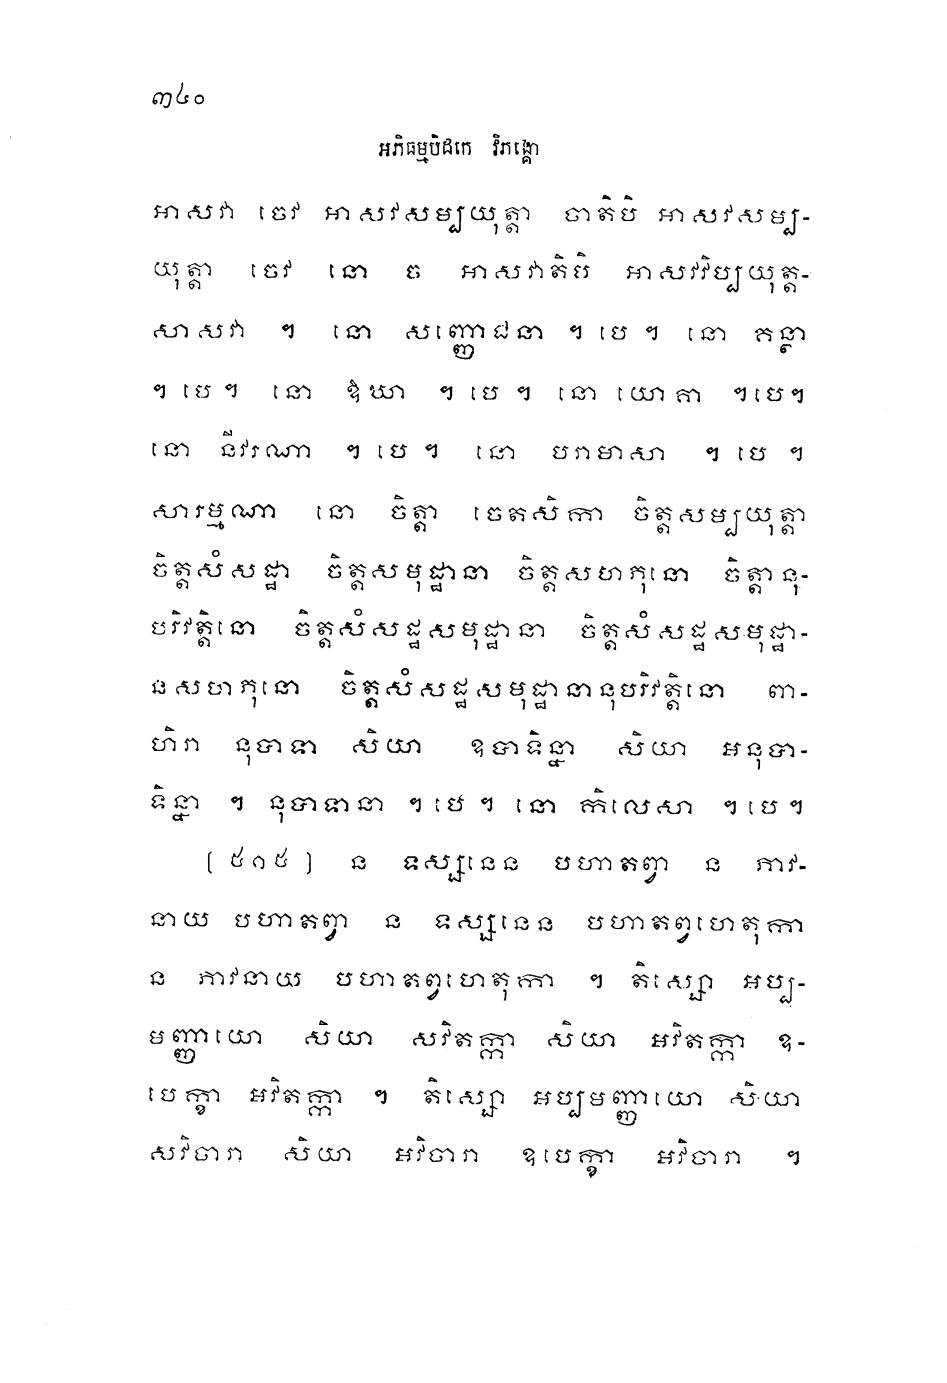 ៣៤០
អភិធម្មបិដកេ វិភង្គោ
អាសវា ចេវ អាសវសម្បយុត្តា ចាតិបិ អាសវសម្ប-
យុត្តា ចេវ នោ ច អាសវាតិបិ អាសវវិប្បយុត្ត-
សាសវា ។ នោ សញ្ញោជនា ។ បេ ។ នោ គន្ថា
។ បេ ។ នោ ឱឃា ។ បេ ។ នោ យោគា ។បេ។
នោ នីវរណា ។ បេ ។ នោ បរាមាសា ។ បេ ។
សារម្មណា នោ ចិត្តា ចេតសិកា ចិត្តសម្បយុត្តា
ចិត្តសំសដ្ឋា ចិត្តសមុដ្ឋានា ចិត្តសហភុនោ ចិត្តានុ-
បរិវត្តិនោ ចិត្តសំសដ្ឋសមុដ្ឋានា ចិត្តសំសដ្ឋសមុដ្ឋា-
នសហភុនោ ចិត្តសំសដ្ឋសមុដ្ឋានានុបរិវត្តិនោ ពា-
ហិរា នុបាទា សិយា ឧបាទិន្នា សិយា អនុបា-
ទិន្នា ។ នុបាទានា ។ បេ ។ នោ កិលេសា ។ បេ ។
[ ៥១៥ ] ន ទស្សនេន បហាតព្វា ន ភាវ-
នាយ បហាតព្វា ន ទស្សនេន បហាតព្វហេតុកា
ន ភាវនាយ បហាតព្វហេតុកា ។ តិស្សោ អប្ប-
មញ្ញាយោ សិយា សវិតក្កា សិយា អវិតក្កា ឧ-
បេក្ខា អវិតក្កា ។ តិស្សោ អប្បមញ្ញាយោ សិយា
សវិចារា សិយា អវិចារា ឧបេក្ខា អវិចារា ។